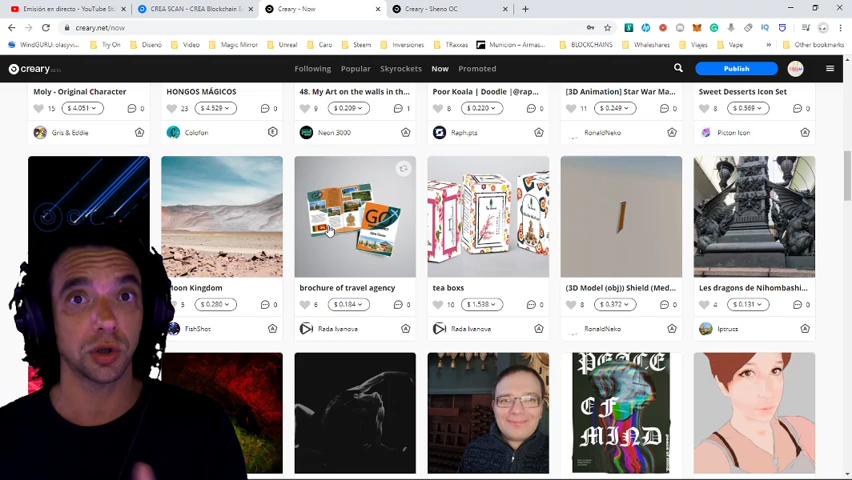 Emisión en directo - YouTube St
CREA SCAN - CREA Blockchain E
Creary - Now
Creary - Sheno OC
creary.net/now
WindGURU: olasyvi...
Top
Diseno
Video
Magic Mirror
Unreal
Caro!
Steem
Inversiones
TRaxxas
Munición - Armas...
BLOCKCHAINS
Whaleshares
Viajes
Vape
Other bookmarks
creary
Following
Popular
Skyrockets
Now
Promoted
Publish
Moly - Original Character
HONGOS MÁGICOS
48. My Art on the walls in th...
Poor Koala | Doodle |@rap...
[3D Animation] Star War Ma...
Sweet Desserts Icon Set
15 $ 4.051 0
23 $ 4.529 0
9 $ 0.209 1
8 $ 0.220 0
11 $ 0.249 0
8 $ 0.569 0
Gris & Eddie
Colofon
Neon 3000
Raph.pts
RonaldNeko
Picton Icon
GO
Moon Kingdom
brochure of travel agency
tea boxs
(3D Model (obj)) Shield (Med...
Les dragons de Nihombashi...
5 $ 0.280 0
6 $ 0.184 0
10 $ 1.538 0
8 $ 0.372 0
4 $ 0.131 0
FishShot
Rada Ivanova
Rada Ivanova
RonaldNeko
lptrucs
PEACE
OF
MIND